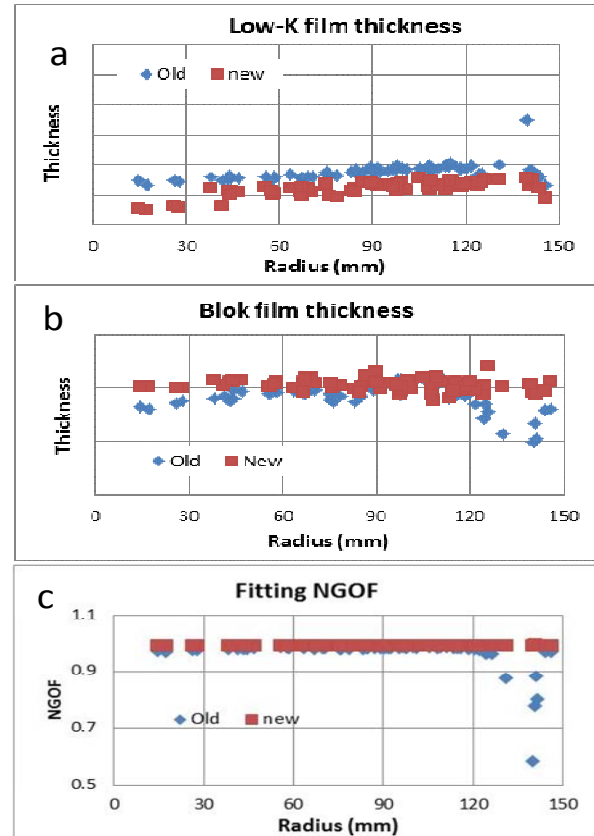 a
Low-K film thickness
Old new
Thickness
0 30 60 90 120 150
Radius (mm)
b
Blok film thickness
Thickness
Old New
0 30 60 90 120 150
Radius (mm)
c
Fitting NGOF
1.1
0.9
NGOF
0.7
Old new
0.5
0 30 60 90 120 150
Radius (mm)